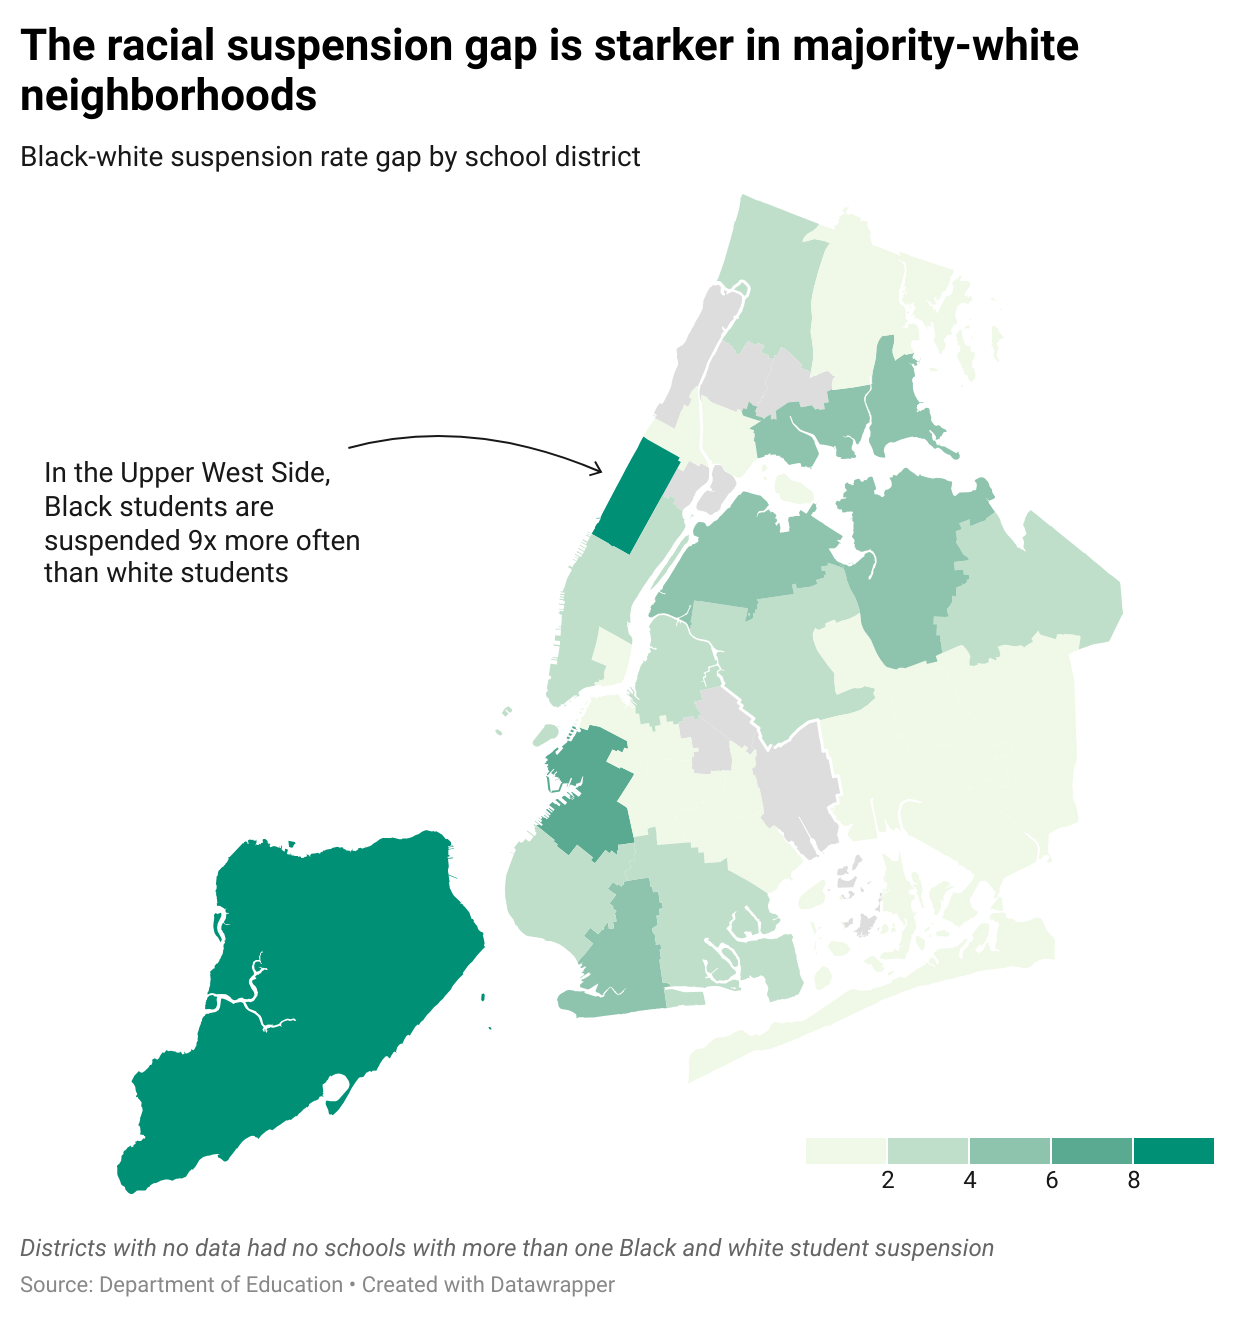 The racial suspension gap is starker in majority-white
neighborhoods
Black-white suspension rate gap by school district
In the Upper West Side,
Black students are
suspended 9x more often
than white students
2 4 6 8
Districts with no data had no schools with more than one Black and white student suspension
Source: Department of Education • Created with Datawrapper